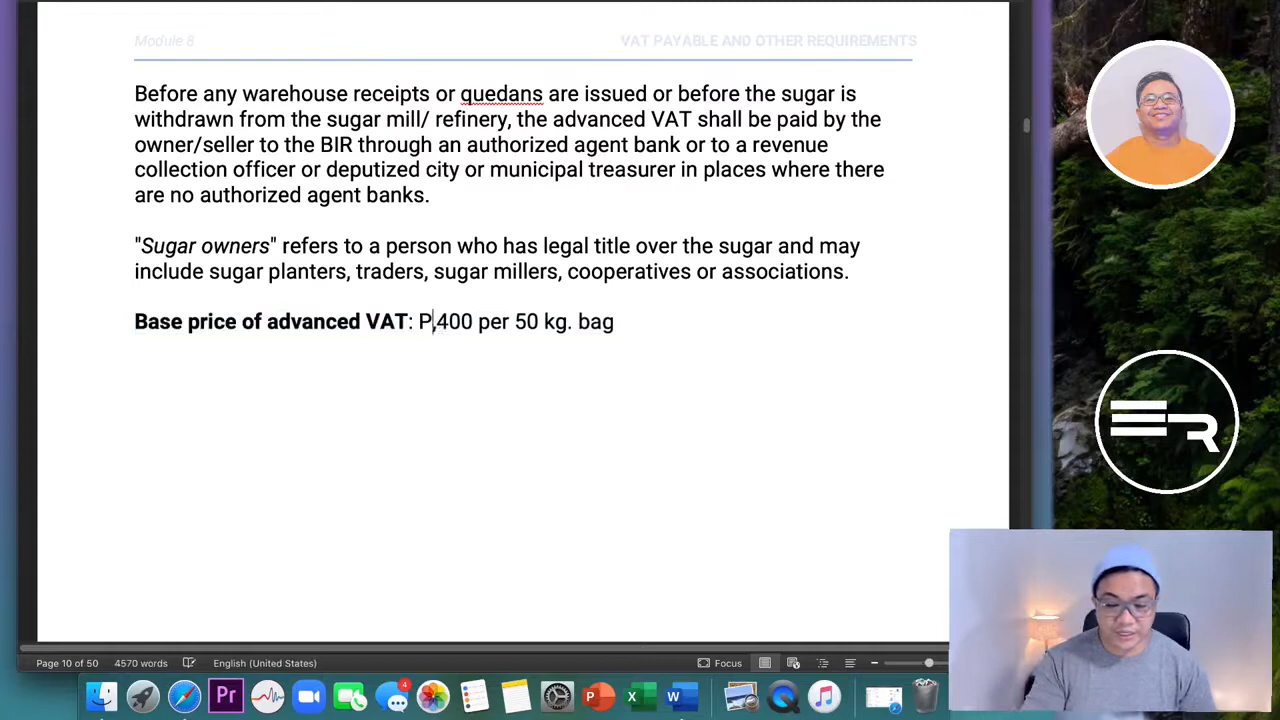 Module 8
VAT PAYABLE AND OTHER REQUIREMENTS
Before any warehouse receipts or quedans are issued or before the sugar is
withdrawn from the sugar mill/ refinery, the advanced VAT shall be paid by the
owner/seller to the BIR through an authorized agent bank or to a revenue
collection officer or deputized city or municipal treasurer in places where there
are no authorized agent banks.
"Sugar owners" refers to a person who has legal title over the sugar and may
include sugar planters, traders, sugar millers, cooperatives or associations.
Base price of advanced VAT: P,400 per 50 kg. bag
ER
Page 10 of 50 4570 words English (United States) Focus
Pr 4 P X W